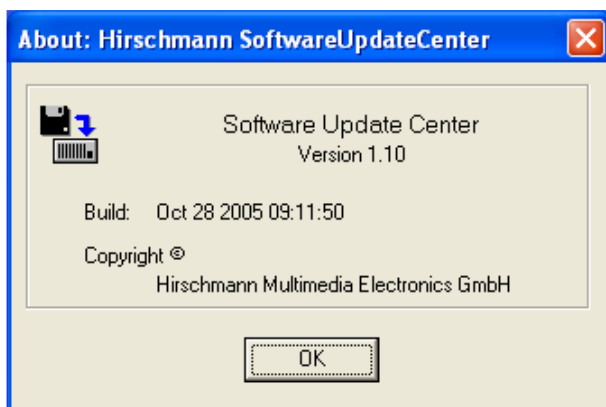 About: Hirschmann SoftwareUpdateCenter
Software Update Center
Version 1.10
Build: Oct 28 2005 09:11:50
Copyright ©
Hirschmann Multimedia Electronics GmbH
OK